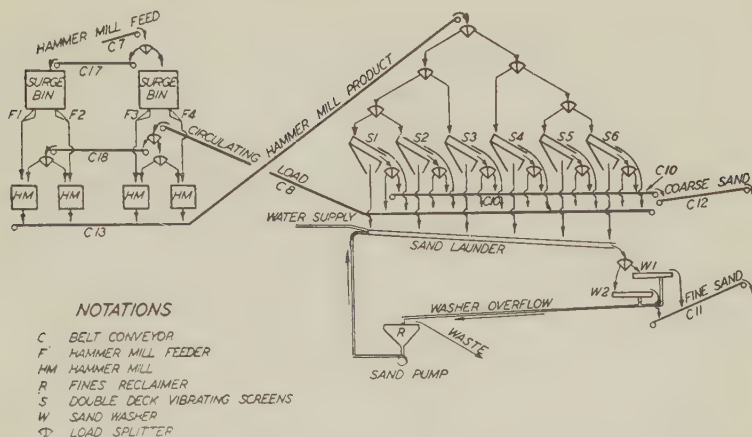 HAMMER MILL FEED
C7
C17
SURGE BIN
SURGE BIN
F1
F2
F3
F4
C18
HM
HM
HM
HM
C13
CIRCULATING LOAD
C8
HAMMER MILL PRODUCT
S1
S2
S3
S4
S5
S6
C10
C10
COARSE SAND
C12
WATER SUPPLY
SAND LAUNDER
W1
W2
FINE SAND
C11
WASHER OVERFLOW
R
WASTE
SAND PUMP
NOTATIONS
C BELT CONVEYOR
F HAMMER MILL FEEDER
HM HAMMER MILL
R FINES RECLAIMER
S DOUBLE DECK VIBRATING SCREENS
W SAND WASHER
LOAD SPLITTER